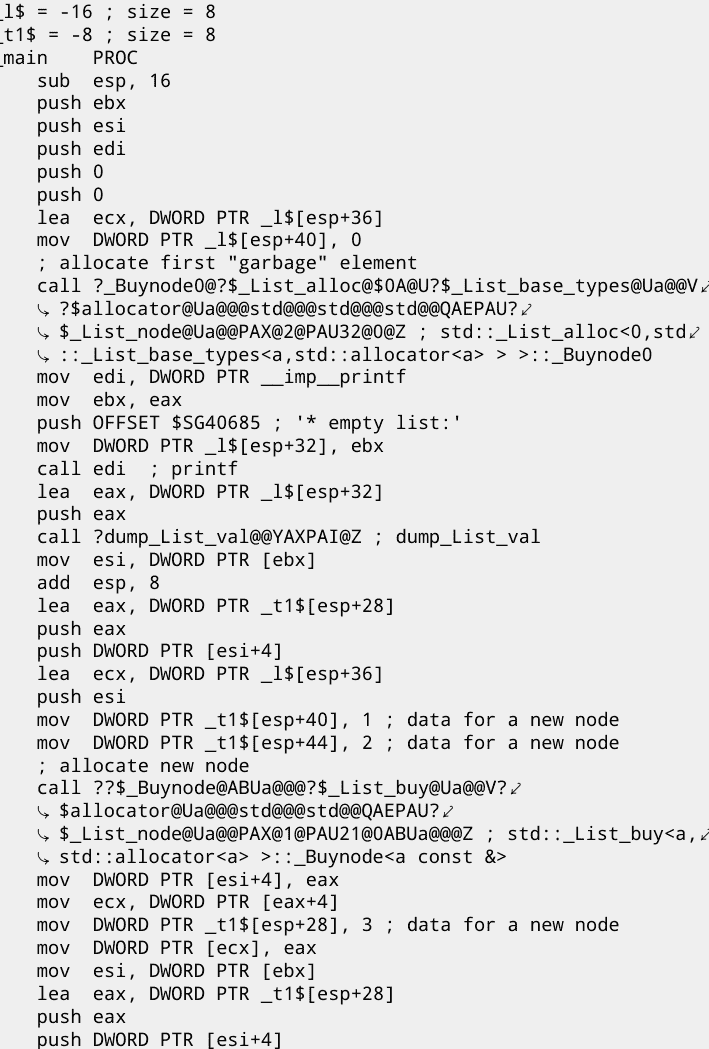 _l$ = -16 ; size = 8
_t1$ = -8 ; size = 8
_main    PROC
sub  esp, 16
push ebx
push esi
push edi
push 0
push 0
lea  ecx, DWORD PTR _l$[esp+36]
mov  DWORD PTR _l$[esp+40], 0
; allocate first "garbage" element
call ?_Buynode0@?$_List_alloc@$0A@U?$_List_base_types@Ua@@V⤦
⤷ ?$allocator@Ua@@@std@@@std@@@std@@QAEPAU?⤦
⤷ $_List_node@Ua@@PAX@2@PAU32@0@Z ; std::_List_alloc<0,std⤦
⤷ ::_List_base_types<a,std::allocator<a> > >::_Buynode0
mov  edi, DWORD PTR __imp__printf
mov  ebx, eax
push OFFSET $SG40685 ; '* empty list:'
mov  DWORD PTR _l$[esp+32], ebx
call edi  ; printf
lea  eax, DWORD PTR _l$[esp+32]
push eax
call ?dump_List_val@@YAXPAI@Z ; dump_List_val
mov  esi, DWORD PTR [ebx]
add  esp, 8
lea  eax, DWORD PTR _t1$[esp+28]
push eax
push DWORD PTR [esi+4]
lea  ecx, DWORD PTR _l$[esp+36]
push esi
mov  DWORD PTR _t1$[esp+40], 1 ; data for a new node
mov  DWORD PTR _t1$[esp+44], 2 ; data for a new node
; allocate new node
call ??$_Buynode@ABUa@@@?$_List_buy@Ua@@V?⤦
⤷ $allocator@Ua@@@std@@@std@@QAEPAU?⤦
⤷ $_List_node@Ua@@PAX@1@PAU21@0ABUa@@@Z ; std::_List_buy<a,⤦
⤷ std::allocator<a> >::_Buynode<a const &>
mov  DWORD PTR [esi+4], eax
mov  ecx, DWORD PTR [eax+4]
mov  DWORD PTR _t1$[esp+28], 3 ; data for a new node
mov  DWORD PTR [ecx], eax
mov  esi, DWORD PTR [ebx]
lea  eax, DWORD PTR _t1$[esp+28]
push eax
push DWORD PTR [esi+4]